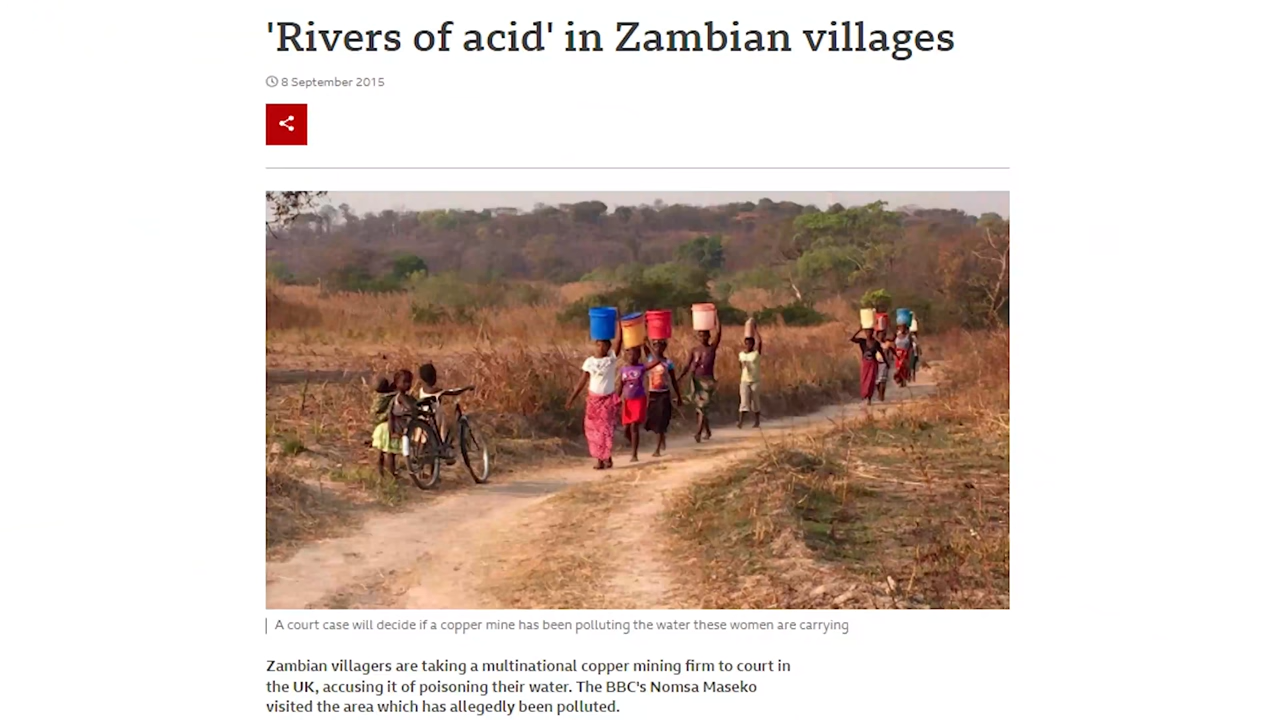 'Rivers of acid' in Zambian villages
8 September 2015
A court case will decide if a copper mine has been polluting the water these women are carrying
Zambian villagers are taking a multinational copper mining firm to court in
the UK, accusing it of poisoning their water. The BBC's Nomsa Maseko
visited the area which has allegedly been polluted.